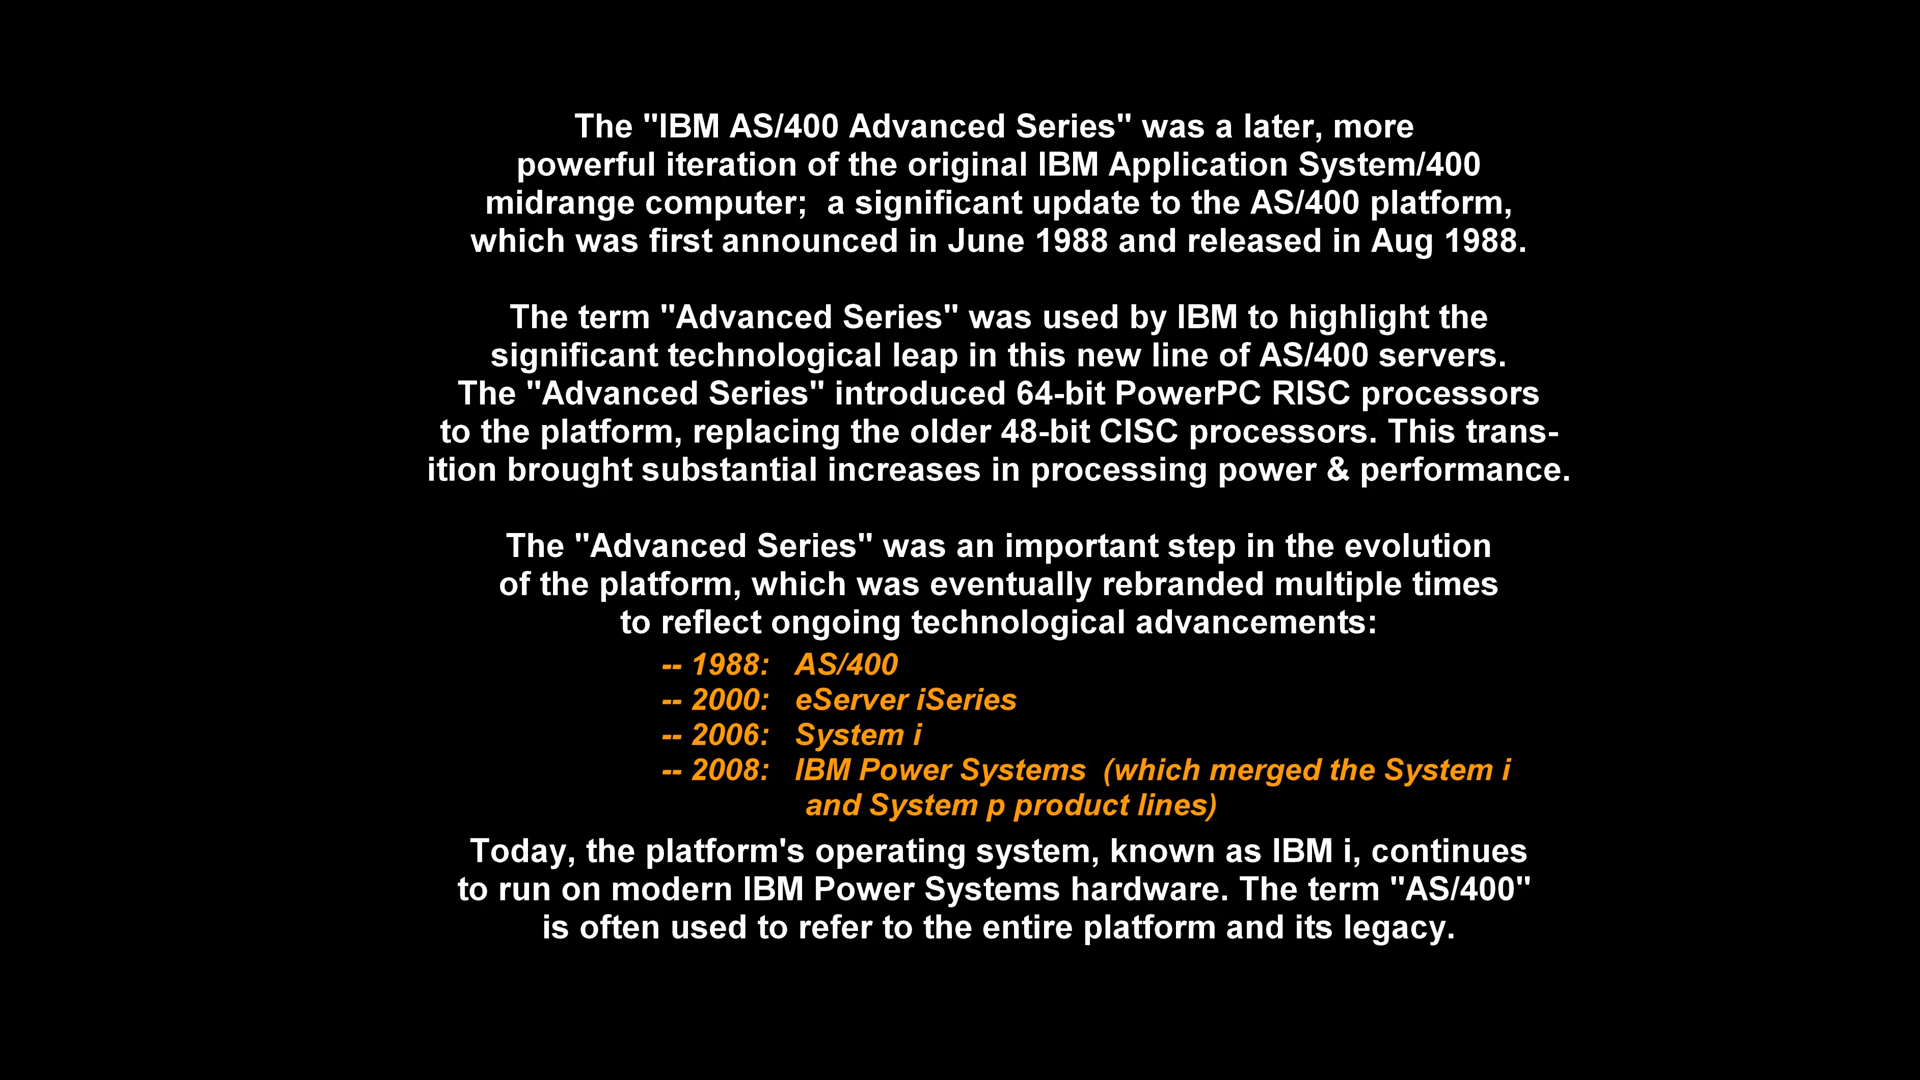 The "IBM AS/400 Advanced Series" was a later, more
powerful iteration of the original IBM Application System/400
midrange computer;  a significant update to the AS/400 platform,
which was first announced in June 1988 and released in Aug 1988.
The term "Advanced Series" was used by IBM to highlight the
significant technological leap in this new line of AS/400 servers.
The "Advanced Series" introduced 64-bit PowerPC RISC processors
to the platform, replacing the older 48-bit CISC processors. This trans-
ition brought substantial increases in processing power & performance.
The "Advanced Series" was an important step in the evolution
of the platform, which was eventually rebranded multiple times
to reflect ongoing technological advancements:
-- 1988:   AS/400
-- 2000:   eServer iSeries
-- 2006:   System i
-- 2008:   IBM Power Systems  (which merged the System i
and System p product lines)
Today, the platform's operating system, known as IBM i, continues
to run on modern IBM Power Systems hardware. The term "AS/400"
is often used to refer to the entire platform and its legacy.